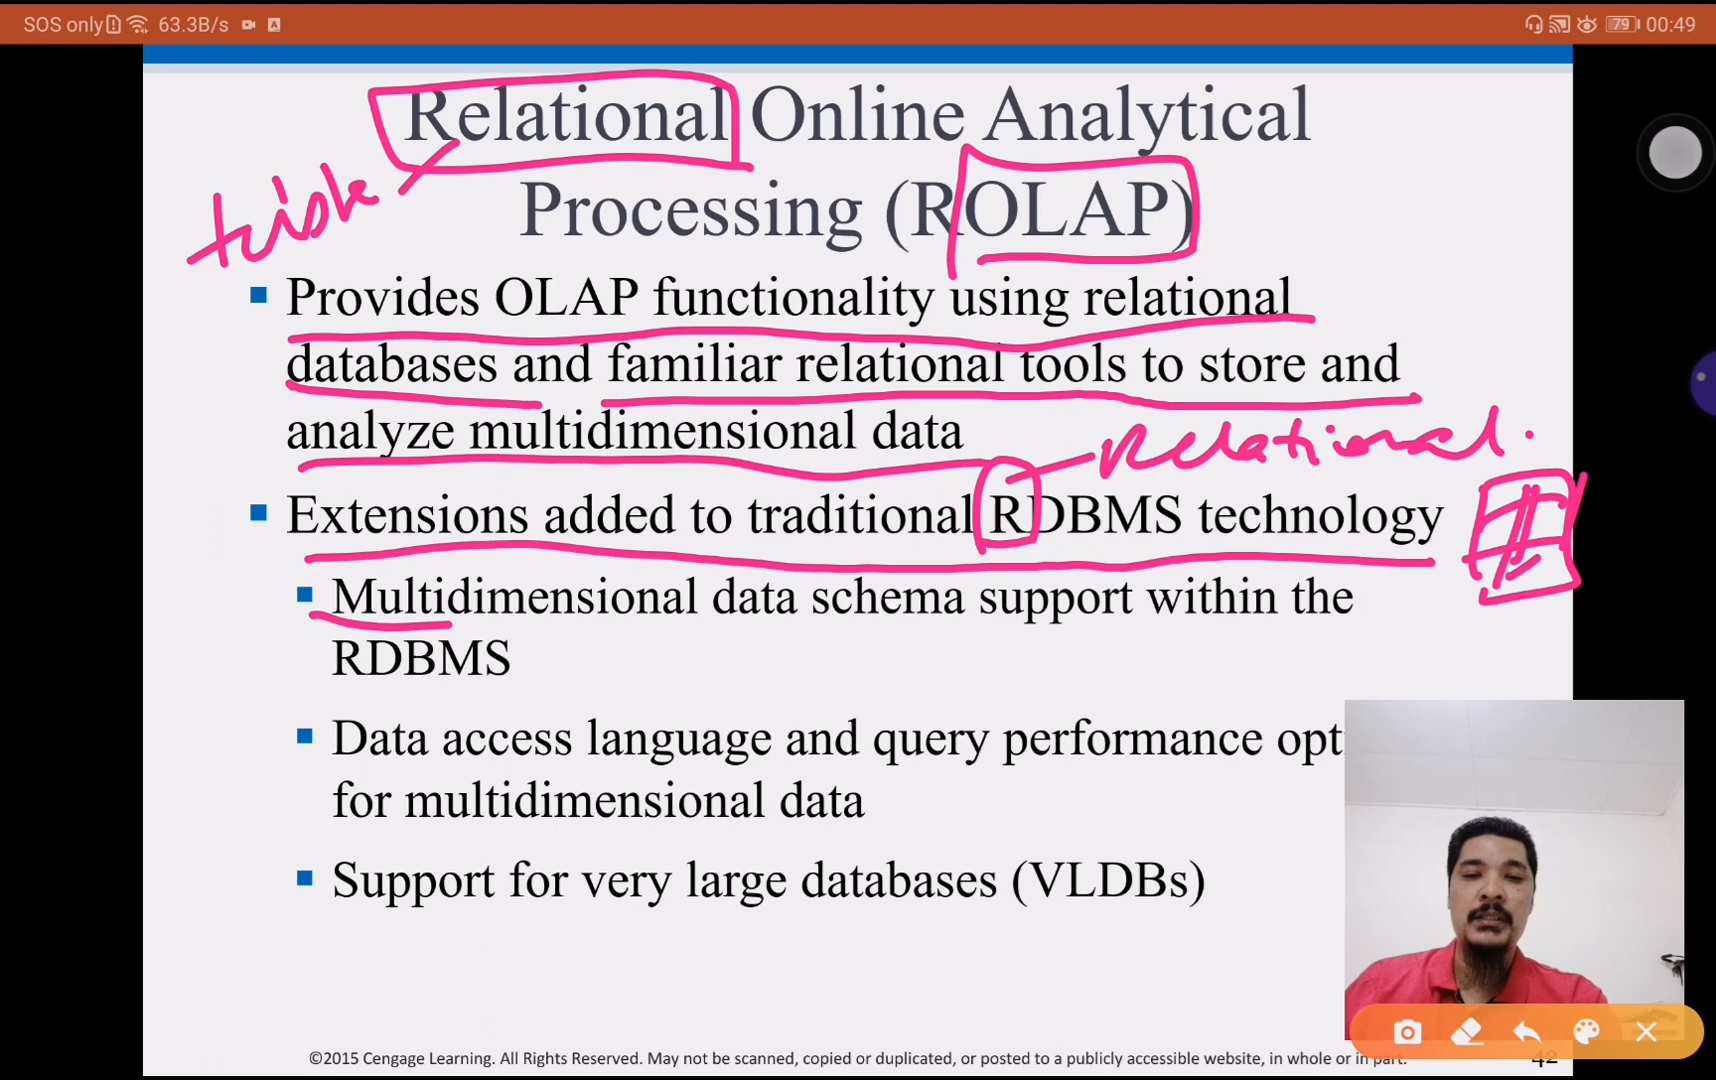 SOS only 63.3B/s 79 00:49
Relational Online Analytical
Processing (ROLAP)
Provides OLAP functionality using relational
databases and familiar relational tools to store and
analyze multidimensional data
Relational.
Extensions added to traditional RDBMS technology
Multidimensional data schema support within the
RDBMS
Data access language and query performance opt
for multidimensional data
Support for very large databases (VLDBs)
©2015 Cengage Learning. All Rights Reserved. May not be scanned, copied or duplicated, or posted to a publicly accessible website, in whole or in part.
42